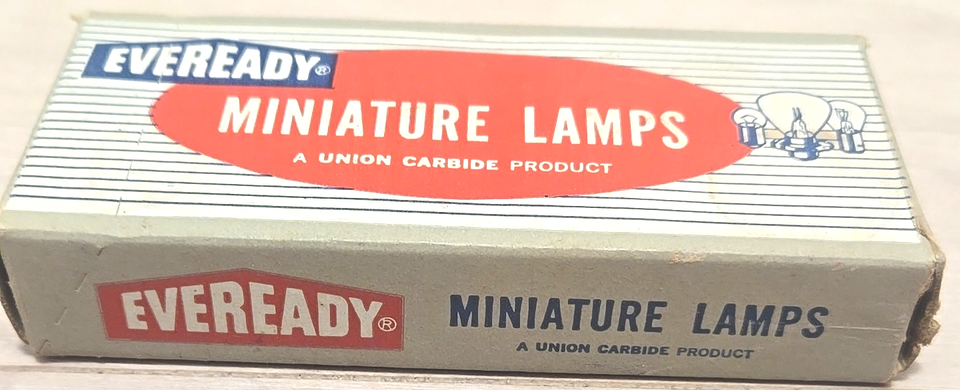 EVEREADY®
MINIATURE LAMPS
A UNION CARBIDE PRODUCT
EVEREADY®
MINIATURE LAMPS
A UNION CARBIDE PRODUCT